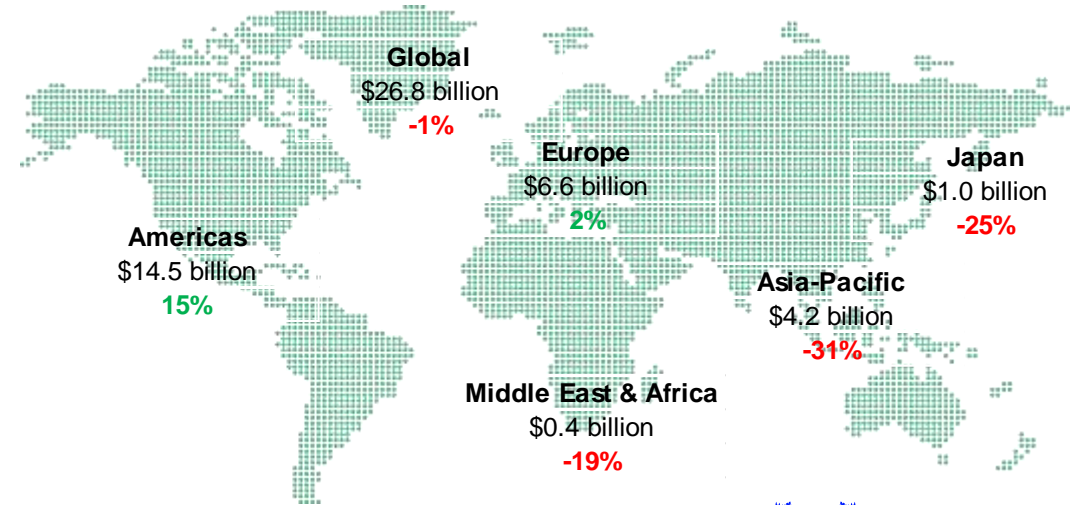 Global
$26.8 billion
-1%
Europe
$6.6 billion
2%
Japan
$1.0 billion
-25%
Americas
$14.5 billion
15%
Asia-Pacific
$4.2 billion
-31%
Middle East & Africa
$0.4 billion
-19%